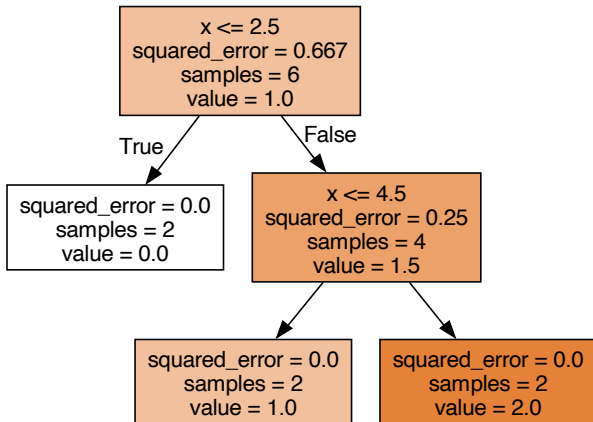 x <= 2.5
squared_error = 0.667
samples = 6
value = 1.0
True
False
squared_error = 0.0
samples = 2
value = 0.0
x <= 4.5
squared_error = 0.25
samples = 4
value = 1.5
squared_error = 0.0
samples = 2
value = 1.0
squared_error = 0.0
samples = 2
value = 2.0